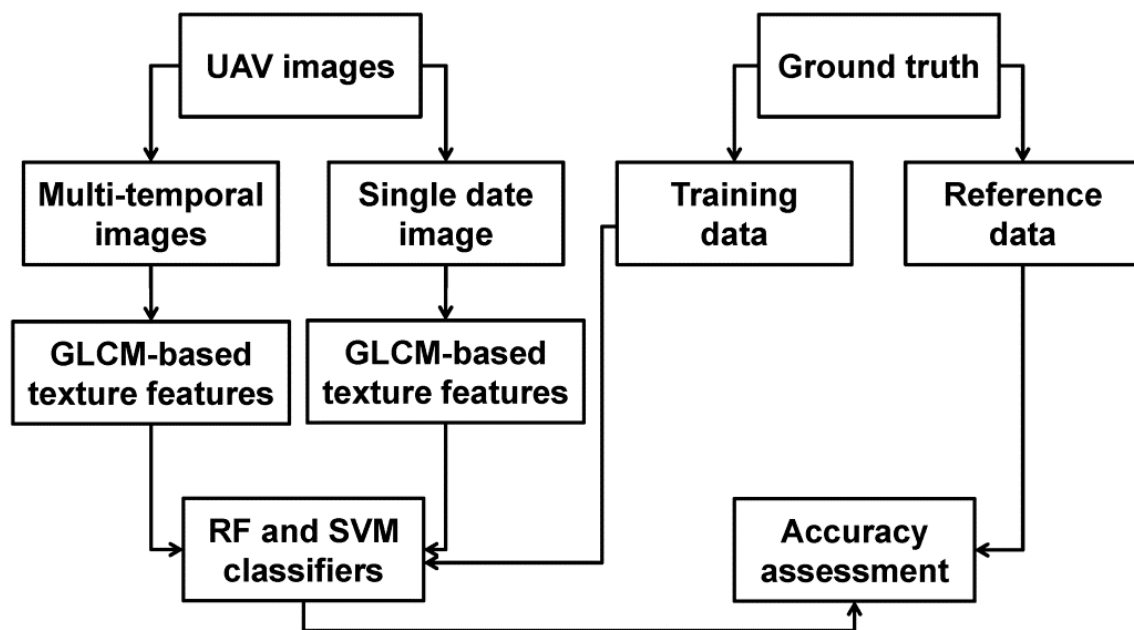 UAV images
Ground truth
Multi-temporal
images
Single date
image
Training
data
Reference
data
GLCM-based
texture features
GLCM-based
texture features
RF and SVM
classifiers
Accuracy
assessment